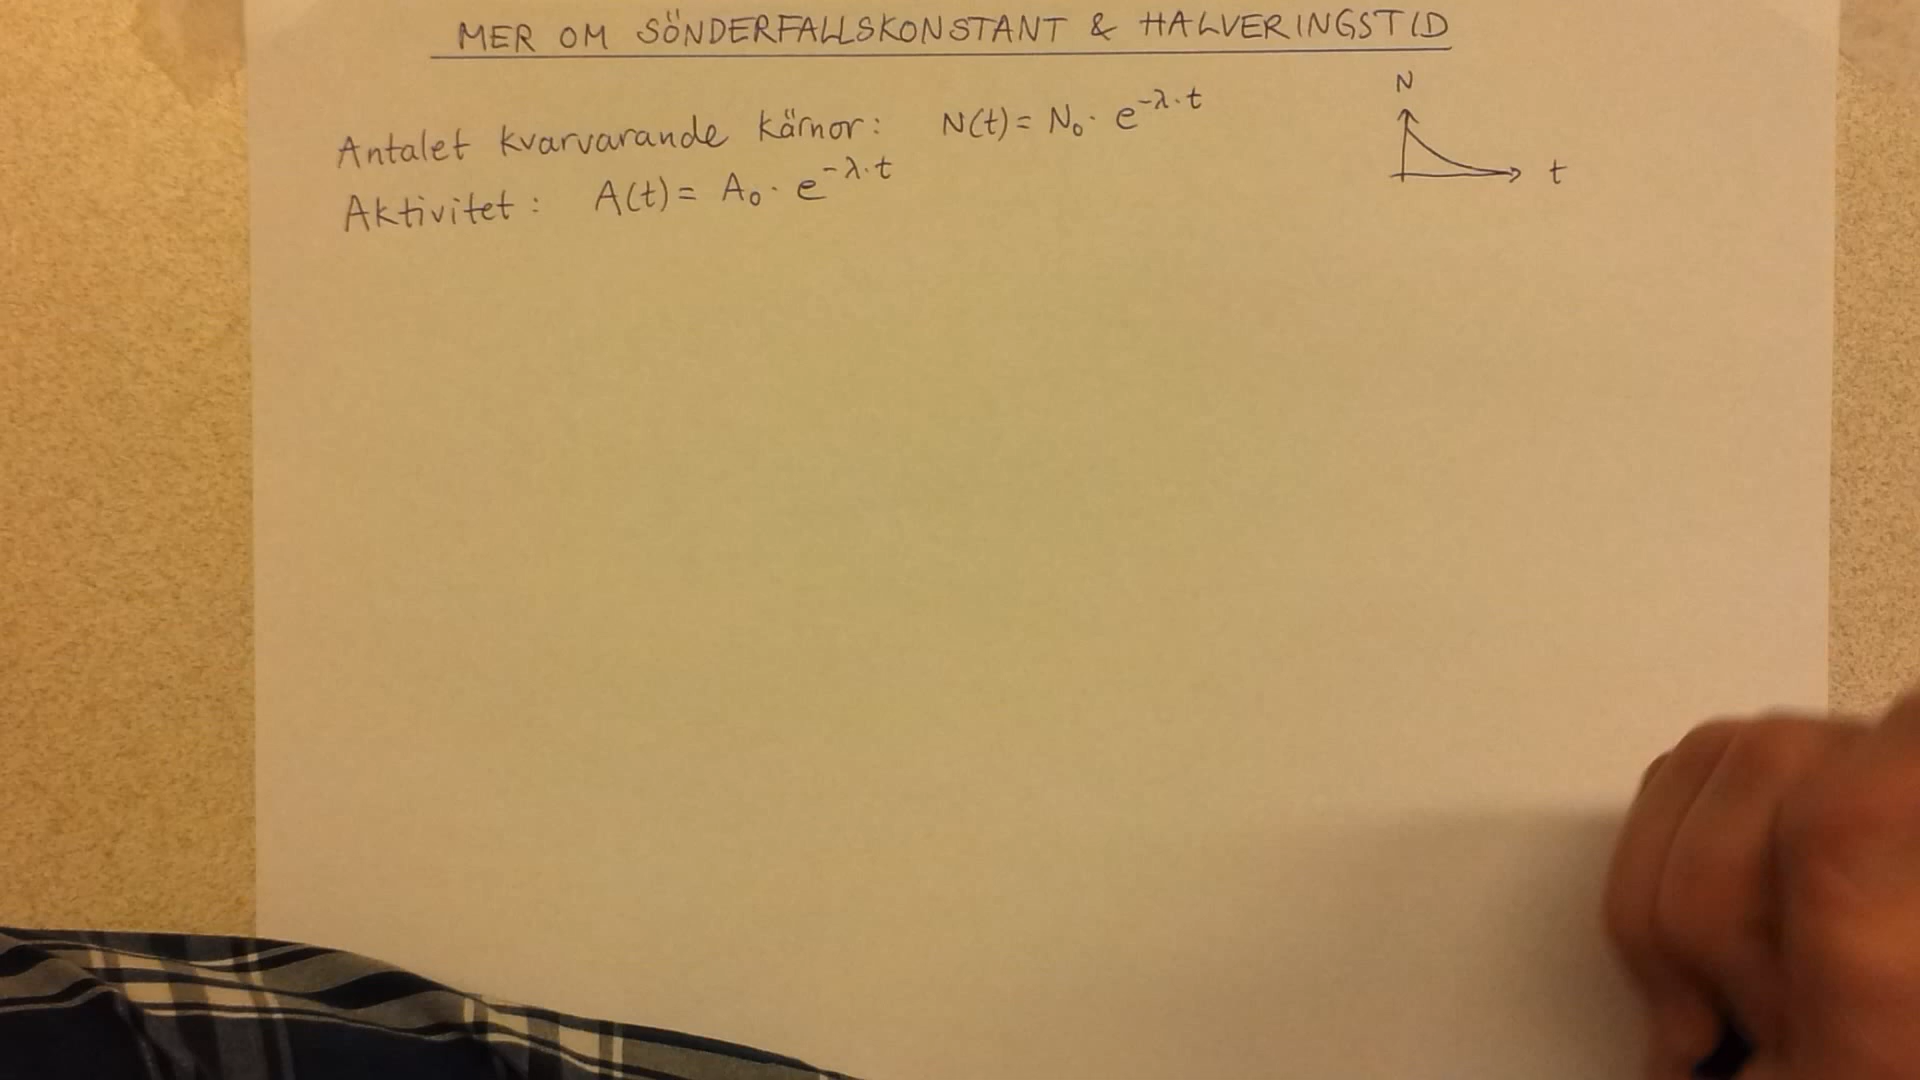 MER OM SÖNDERFALLSKONSTANT & HALVERINGSTID
Antalet kvarvarande kärnor: N(t) = N₀ · e^(-λ·t)
Aktivitet: A(t) = A₀ · e^(-λ·t)
N
t